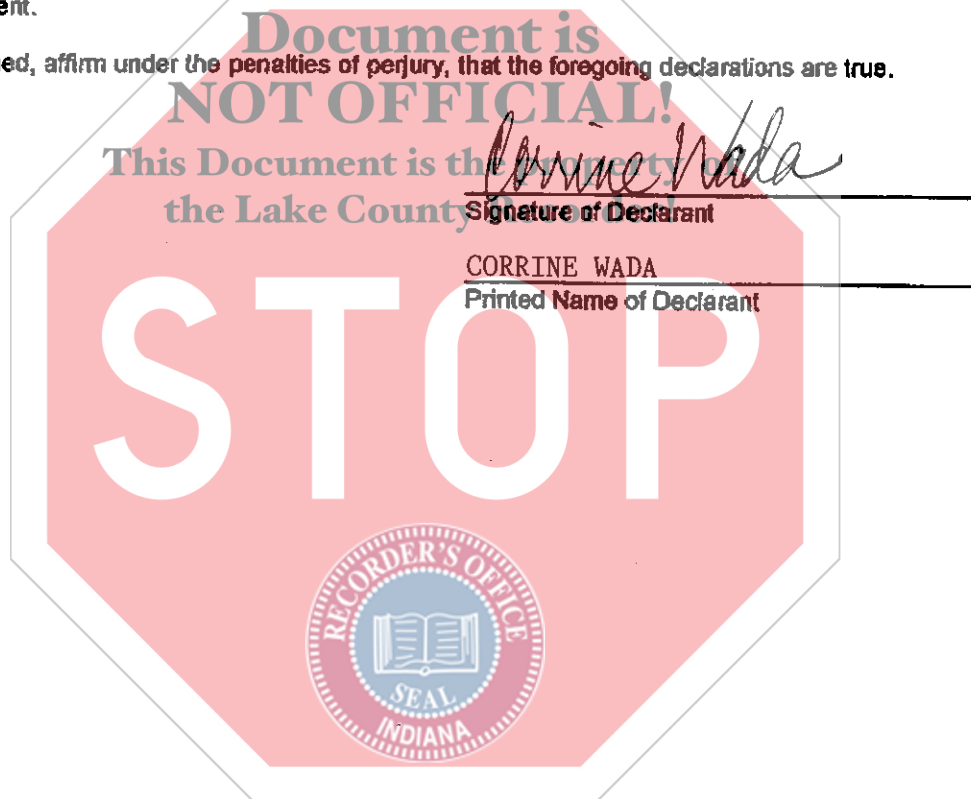 ent.
Document is
ed, affirm under the penalties of perjury, that the foregoing declarations are true.
NOT OFFICIAL!
This Document is the property of
Corrine Wada
the Lake County Recorder!
Signature of Declarant
CORRINE WADA
Printed Name of Declarant
STOP
RECORDER'S OFFICE
SEAL
INDIANA